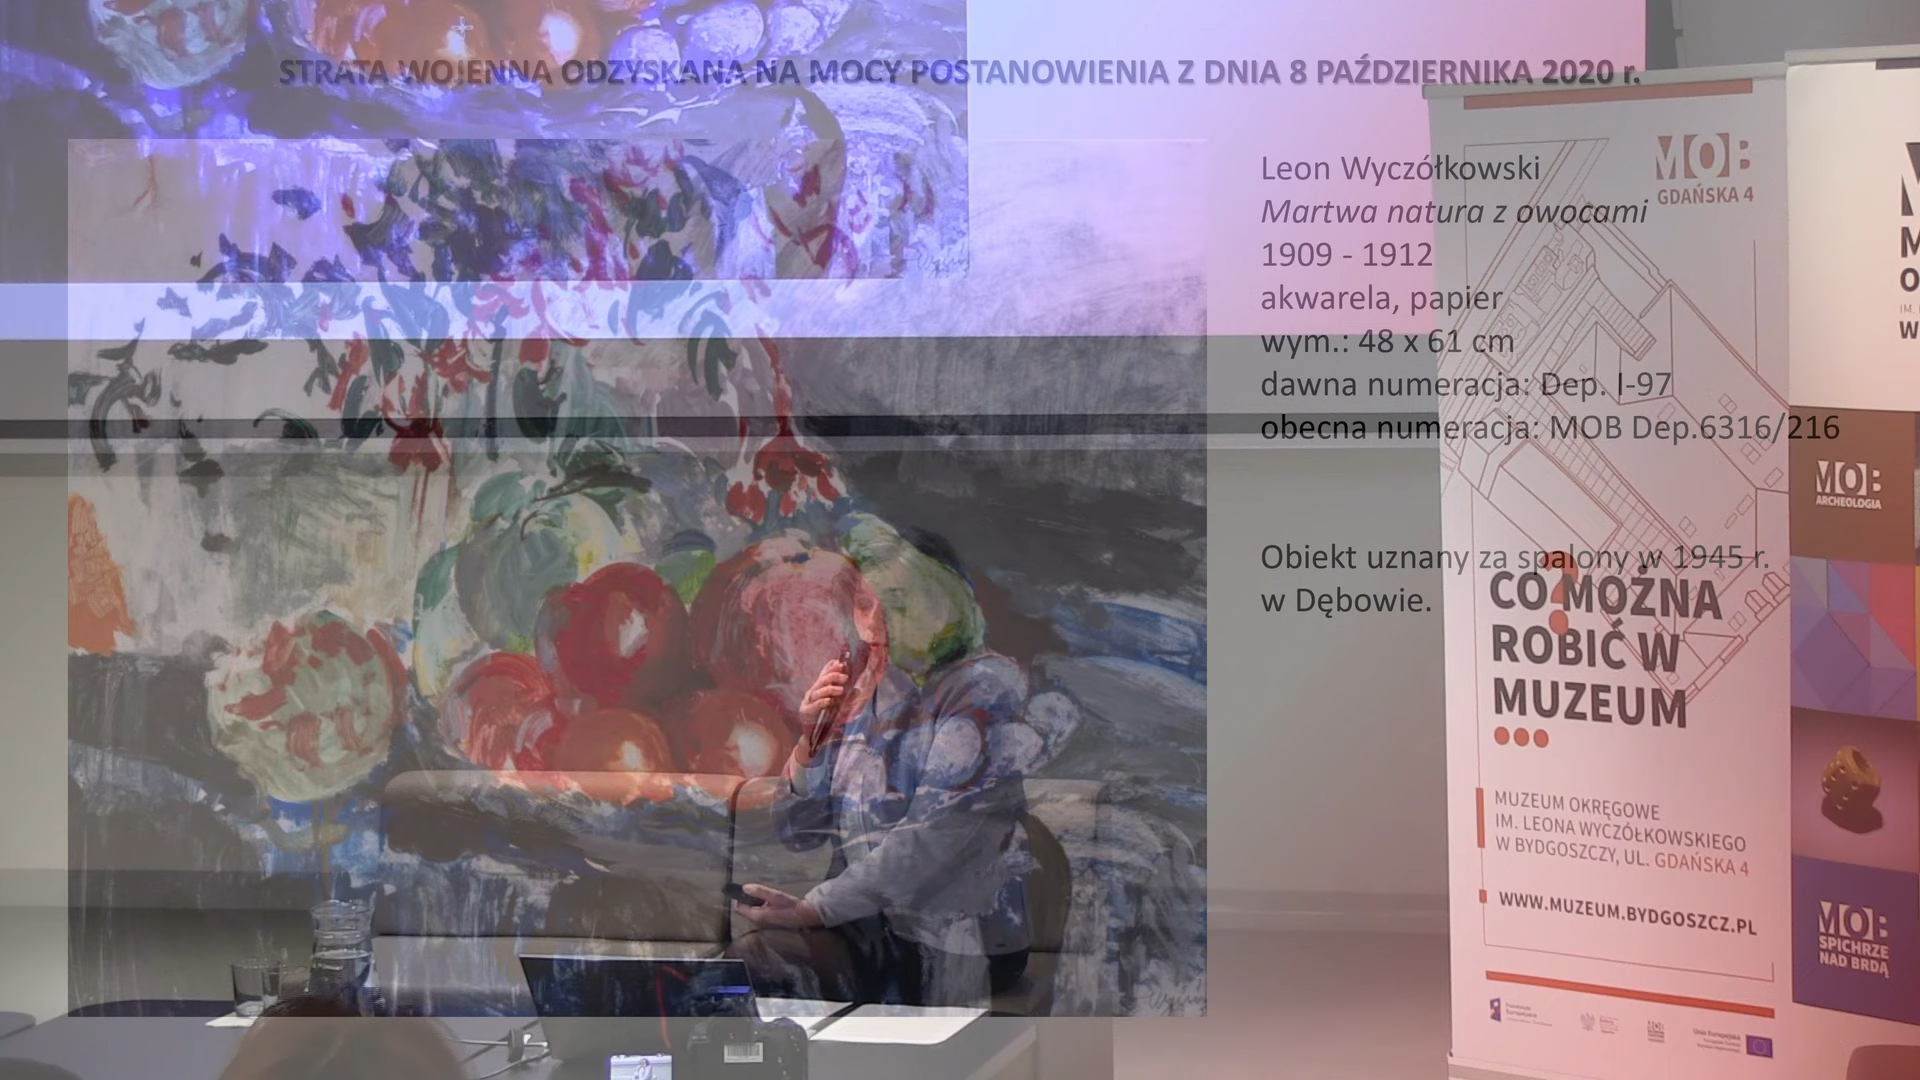 STRATA WOJENNA ODZYSKANA NA MOCY POSTANOWIENIA Z DNIA 8 PAŹDZIERNIKA 2020 r.
Leon Wyczółkowski
Martwa natura z owocami
1909 - 1912
akwarela, papier
wym.: 48 x 61 cm
dawna numeracja: Dep. I-97
obecna numeracja: MOB Dep.6316/216
Obiekt uznany za spalony w 1945 r.
w Dębowie.
MOB
GDAŃSKA 4
CO MOŻNA
ROBIĆ W
MUZEUM
?
MUZEUM OKRĘGOWE
IM. LEONA WYCZÓŁKOWSKIEGO
W BYDGOSZCZY, UL. GDAŃSKA 4
WWW.MUZEUM.BYDGOSZCZ.PL
MOB
ARCHEOLOGIA
MOB
SPICHRZE
NAD BRDĄ